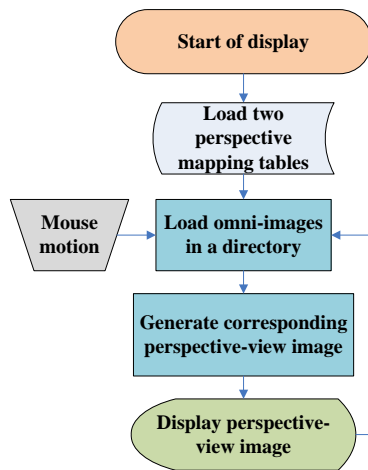 Start of display
Load two
perspective
mapping tables
Mouse
motion
Load omni-images
in a directory
Generate corresponding
perspective-view image
Display perspective-
view image